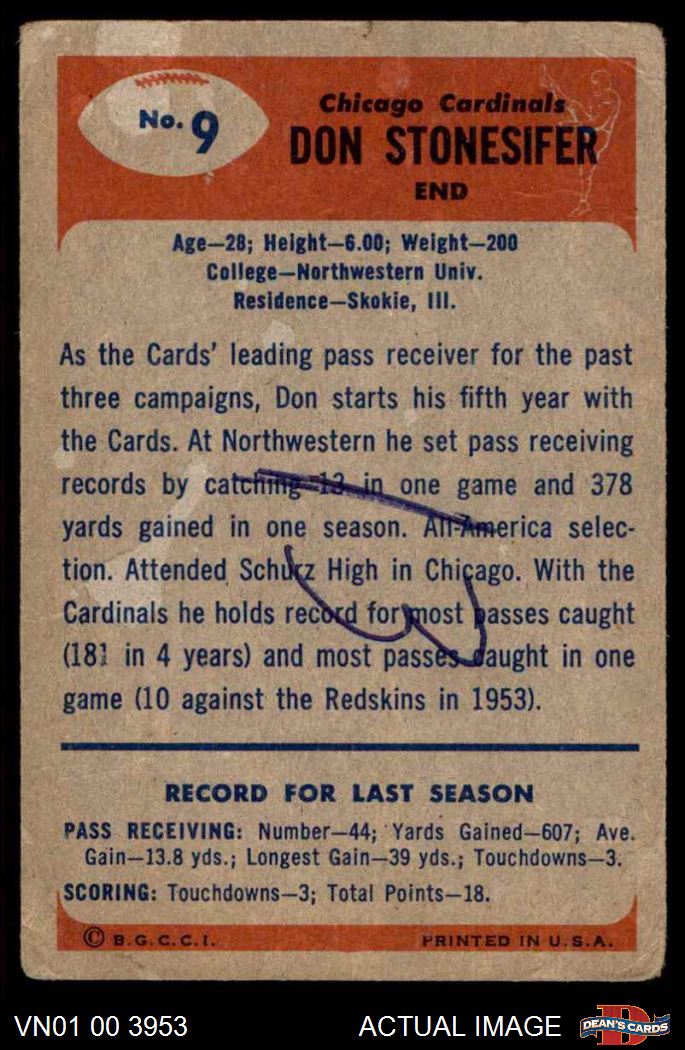 No. 9
Chicago Cardinals
DON STONESIFER
END
Age—28; Height—6.00; Weight—200
College—Northwestern Univ.
Residence—Skokie, Ill.
As the Cards' leading pass receiver for the past
three campaigns, Don starts his fifth year with
the Cards. At Northwestern he set pass receiving
records by catching 13 in one game and 378
yards gained in one season. All-America selec-
tion. Attended Schurz High in Chicago. With the
Cardinals he holds record for most passes caught
(181 in 4 years) and most passes caught in one
game (10 against the Redskins in 1953).
RECORD FOR LAST SEASON
PASS RECEIVING: Number—44; Yards Gained—607; Ave.
Gain—13.8 yds.; Longest Gain—39 yds.; Touchdowns—3.
SCORING: Touchdowns—3; Total Points—18.
© B.G.C.C.I. PRINTED IN U.S.A.
VN01 00 3953 ACTUAL IMAGE D DEAN'S CARDS